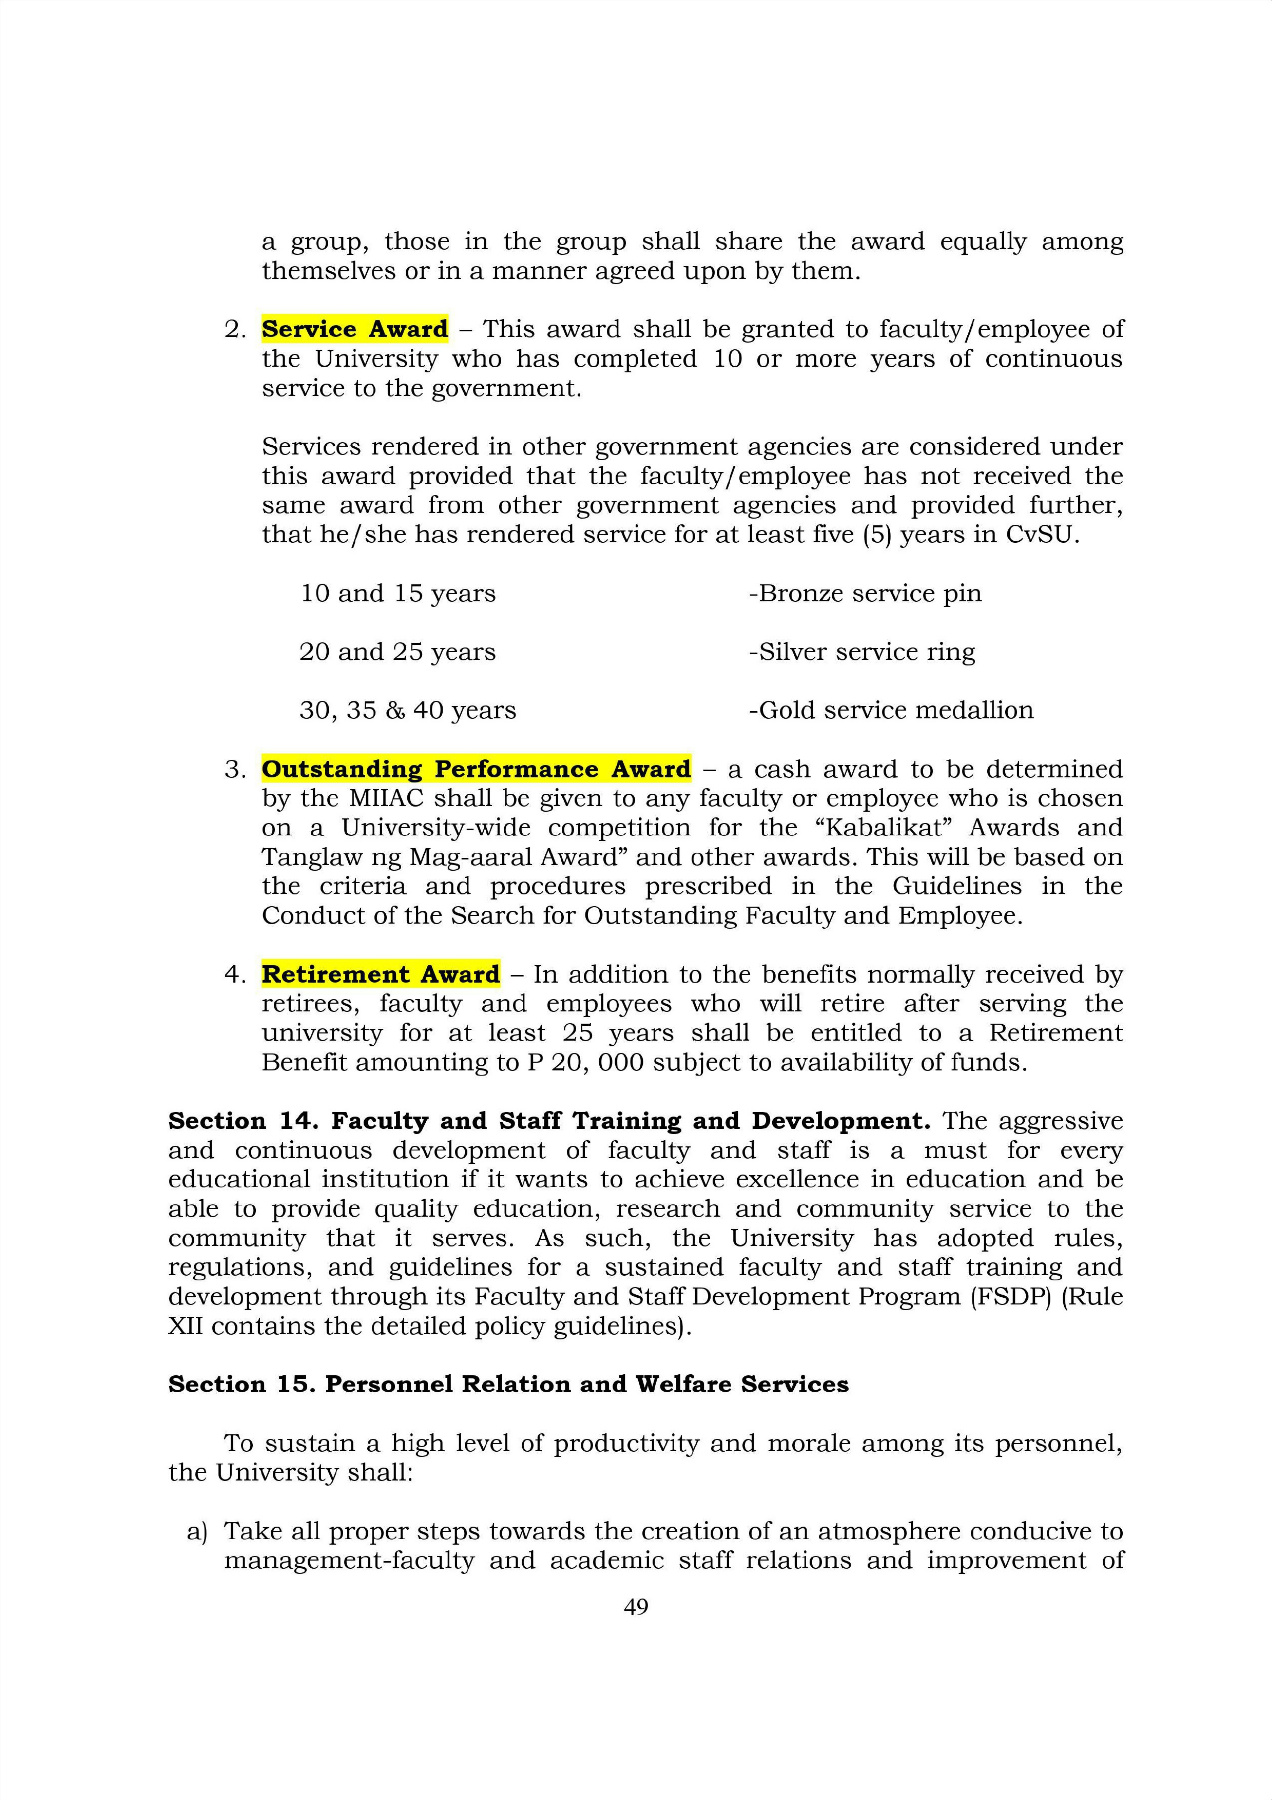 a group, those in the group shall share the award equally among
themselves or in a manner agreed upon by them.
2. Service Award – This award shall be granted to faculty/employee of
the University who has completed 10 or more years of continuous
service to the government.
Services rendered in other government agencies are considered under
this award provided that the faculty/employee has not received the
same award from other government agencies and provided further,
that he/she has rendered service for at least five (5) years in CvSU.
10 and 15 years -Bronze service pin
20 and 25 years -Silver service ring
30, 35 & 40 years -Gold service medallion
3. Outstanding Performance Award – a cash award to be determined
by the MIIAC shall be given to any faculty or employee who is chosen
on a University-wide competition for the “Kabalikat” Awards and
Tanglaw ng Mag-aaral Award” and other awards. This will be based on
the criteria and procedures prescribed in the Guidelines in the
Conduct of the Search for Outstanding Faculty and Employee.
4. Retirement Award – In addition to the benefits normally received by
retirees, faculty and employees who will retire after serving the
university for at least 25 years shall be entitled to a Retirement
Benefit amounting to P 20, 000 subject to availability of funds.
Section 14. Faculty and Staff Training and Development. The aggressive
and continuous development of faculty and staff is a must for every
educational institution if it wants to achieve excellence in education and be
able to provide quality education, research and community service to the
community that it serves. As such, the University has adopted rules,
regulations, and guidelines for a sustained faculty and staff training and
development through its Faculty and Staff Development Program (FSDP) (Rule
XII contains the detailed policy guidelines).
Section 15. Personnel Relation and Welfare Services
To sustain a high level of productivity and morale among its personnel,
the University shall:
a) Take all proper steps towards the creation of an atmosphere conducive to
management-faculty and academic staff relations and improvement of
49